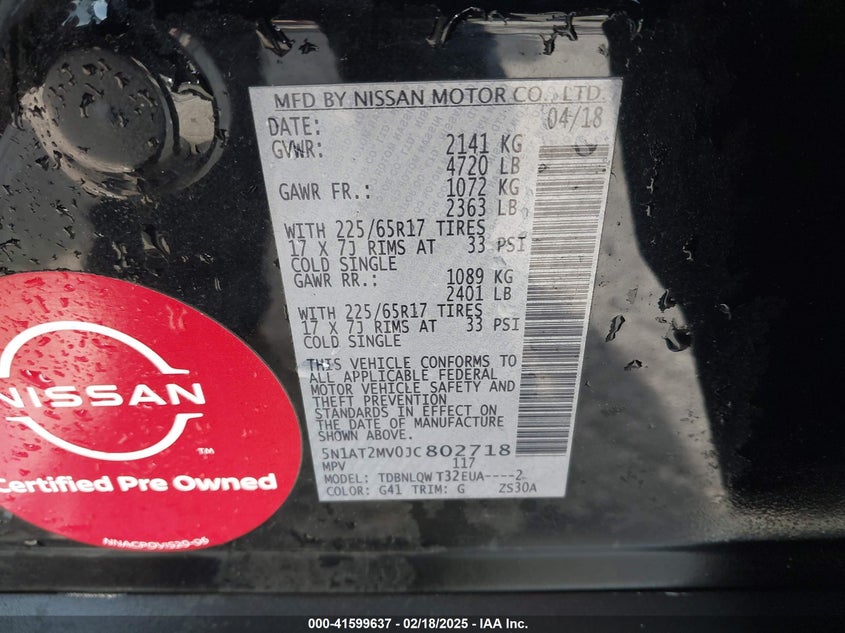 MFD BY NISSAN MOTOR CO., LTD.
DATE: 04/18
GVWR: 2141 KG
4720 LB
GAWR FR.: 1072 KG
2363 LB
WITH 225/65R17 TIRES
17 X 7J RIMS AT 33 PSI
COLD SINGLE
GAWR RR.: 1089 KG
2401 LB
WITH 225/65R17 TIRES
17 X 7J RIMS AT 33 PSI
COLD SINGLE
THIS VEHICLE CONFORMS TO
ALL APPLICABLE FEDERAL
MOTOR VEHICLE SAFETY AND
THEFT PREVENTION
STANDARDS IN EFFECT ON
THE DATE OF MANUFACTURE
SHOWN ABOVE.
5N1AT2MV0JC802718
MPV 117
MODEL: TDBNLQW T32EUA----2
COLOR: G41 TRIM: G ZS30A
NISSAN
TM
Certified Pre Owned
000-41599637 — 02/18/2025 — IAA Inc.